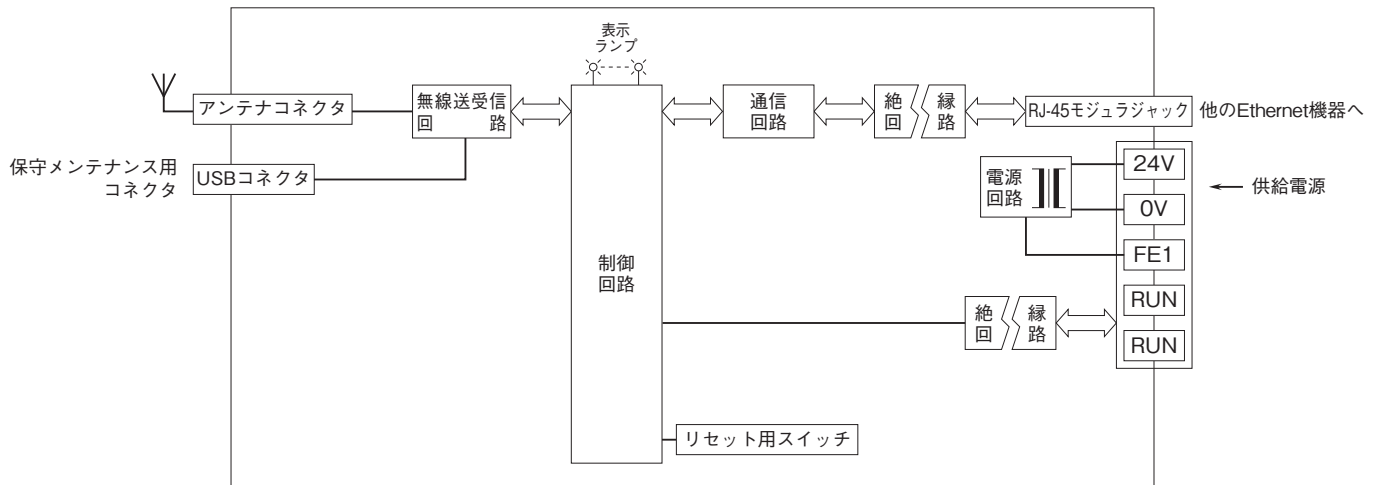 表示
ランプ
アンテナコネクタ
無線送受信
回路
通信
回路
絶縁
回路
RJ-45モジュラジャック
他のEthernet機器へ
保守メンテナンス用
コネクタ
USBコネクタ
電源
回路
24V
0V
FE1
RUN
RUN
供給電源
制御
回路
絶縁
回路
リセット用スイッチ